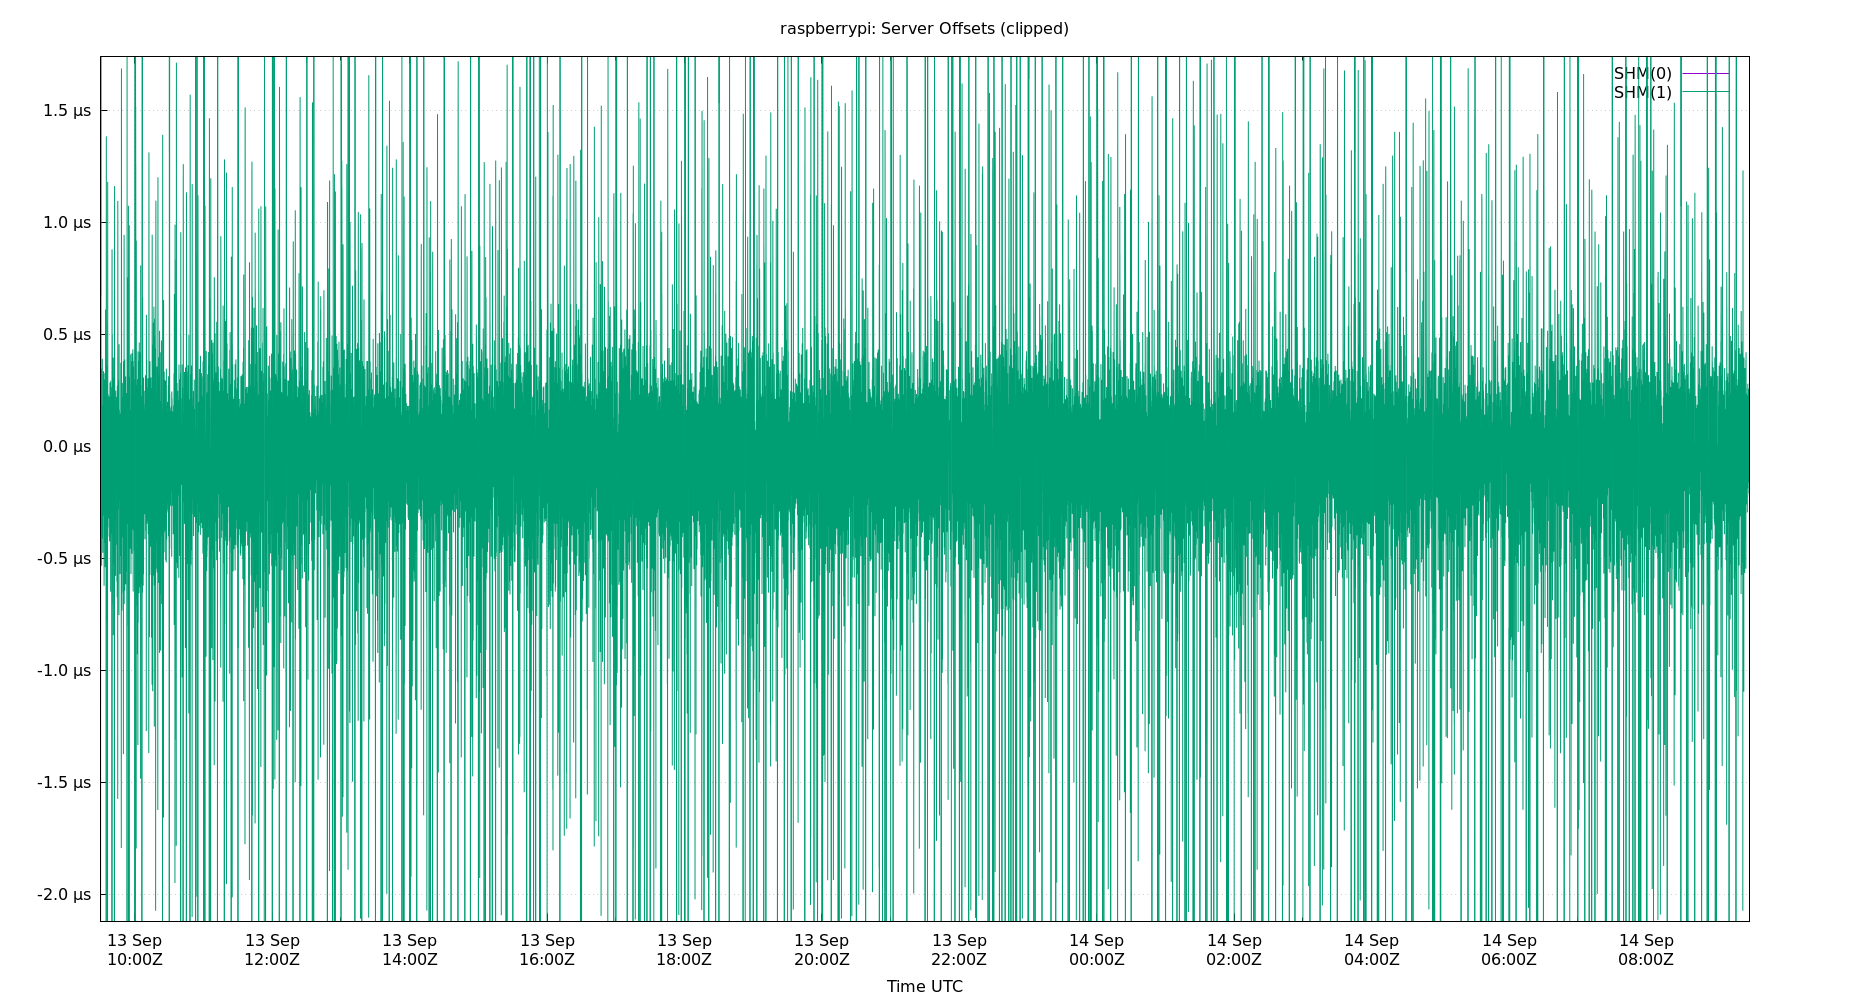 raspberrypi: Server Offsets (clipped)
SHM(0)
SHM(1)
1.5 µs
1.0 µs
0.5 µs
0.0 µs
-0.5 µs
-1.0 µs
-1.5 µs
-2.0 µs
13 Sep 13 Sep 13 Sep 13 Sep 13 Sep 13 Sep 13 Sep 14 Sep 14 Sep 14 Sep 14 Sep 14 Sep
10:00Z 12:00Z 14:00Z 16:00Z 18:00Z 20:00Z 22:00Z 00:00Z 02:00Z 04:00Z 06:00Z 08:00Z
Time UTC